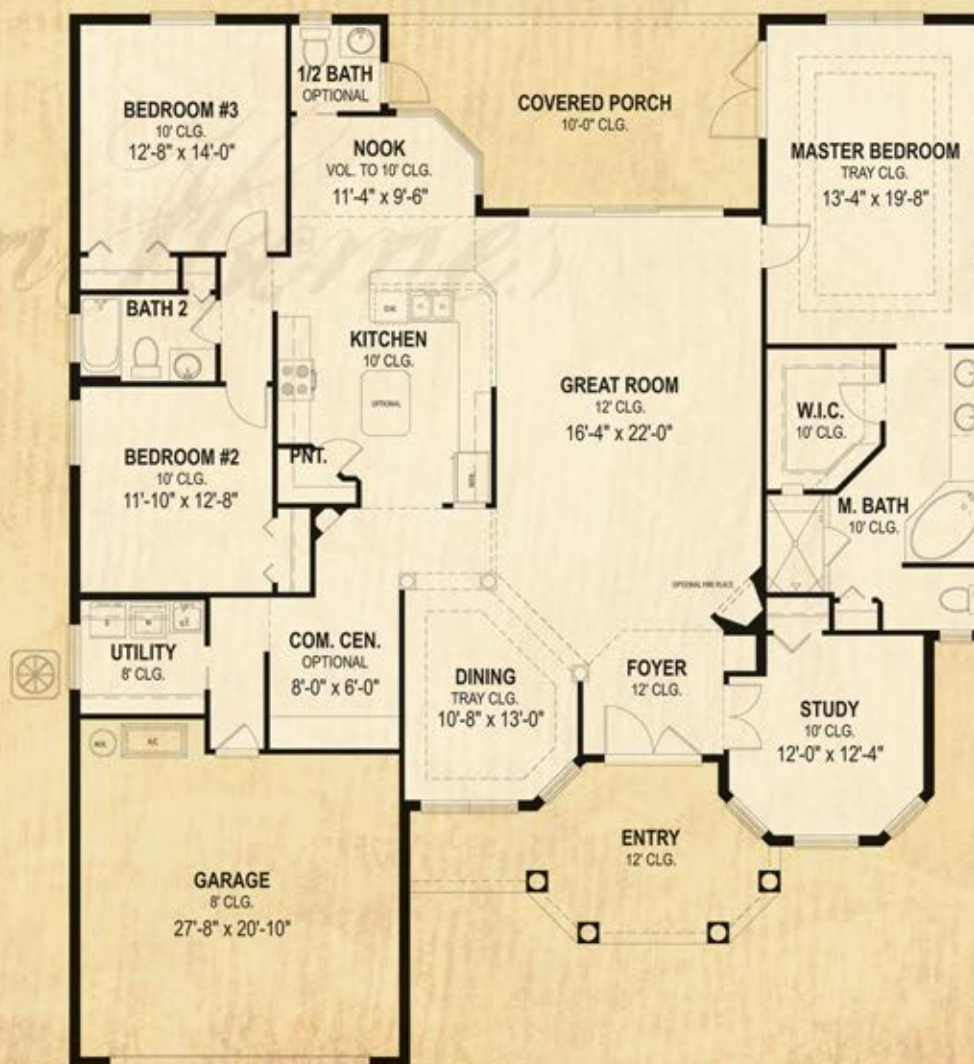 1/2 BATH
OPTIONAL
BEDROOM #3
10' CLG.
12'-8" x 14'-0"
COVERED PORCH
10'-0" CLG.
NOOK
VOL. TO 10' CLG.
11'-4" x 9'-6"
MASTER BEDROOM
TRAY CLG.
13'-4" x 19'-8"
BATH 2
D.W.
KITCHEN
10' CLG.
OPTIONAL
GREAT ROOM
12' CLG.
16'-4" x 22'-0"
W.I.C.
10' CLG.
PNT.
BEDROOM #2
10' CLG.
11'-10" x 12'-8"
M. BATH
10' CLG.
OPTIONAL FIRE PLACE
UTILITY
8' CLG.
COM. CEN.
OPTIONAL
8'-0" x 6'-0"
DINING
TRAY CLG.
10'-8" x 13'-0"
FOYER
12' CLG.
STUDY
10' CLG.
12'-0" x 12'-4"
A/C
ENTRY
12' CLG.
GARAGE
8' CLG.
27'-8" x 20'-10"